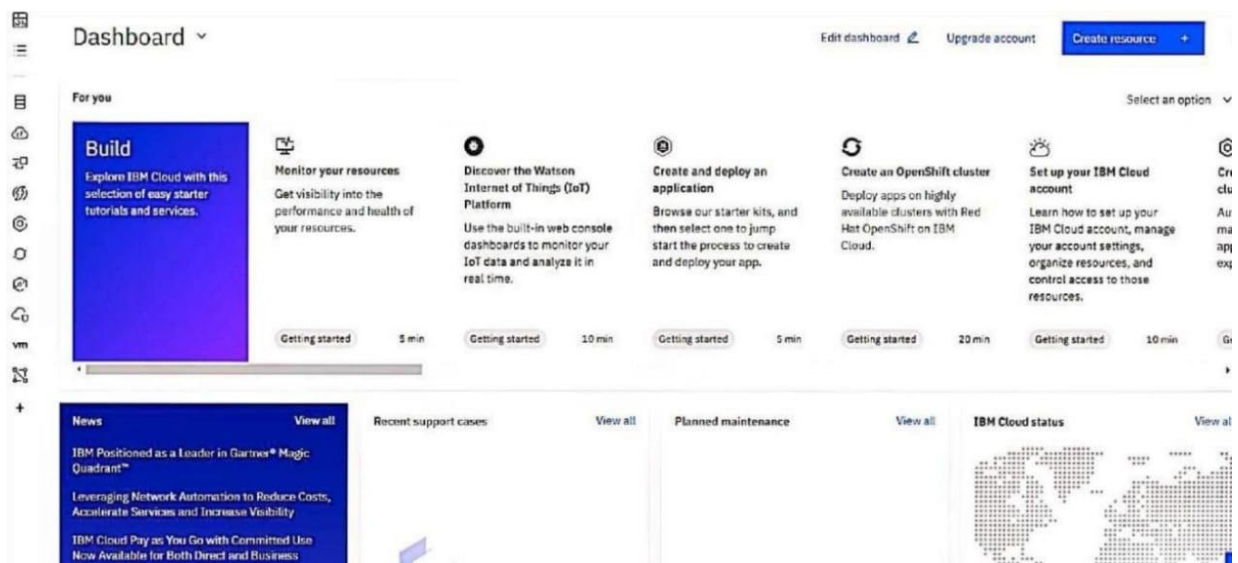 Dashboard
Edit dashboard
Upgrade account
Create resource +
For you
Select an option
Build
Explore IBM Cloud with this
selection of easy starter
tutorials and services.
Monitor your resources
Get visibility into the
performance and health of
your resources.
Getting started
5 min
Discover the Watson
Internet of Things (IoT)
Platform
Use the built-in web console
dashboards to monitor your
IoT data and analyze it in
real time.
Getting started
10 min
Create and deploy an
application
Browse our starter kits, and
then select one to jump
start the process to create
and deploy your app.
Getting started
5 min
Create an OpenShift cluster
Deploy apps on highly
available clusters with Red
Hat OpenShift on IBM
Cloud.
Getting started
20 min
Set up your IBM Cloud
account
Learn how to set up your
IBM Cloud account, manage
your account settings,
organize resources, and
control access to those
resources.
Getting started
10 min
vm
News
View all
IBM Positioned as a Leader in Gartner® Magic
Quadrant™
Leveraging Network Automation to Reduce Costs,
Accelerate Services and Increase Visibility
IBM Cloud Pay as You Go with Committed Use
Now Available for Both Direct and Business
Recent support cases
View all
Planned maintenance
View all
IBM Cloud status
View al